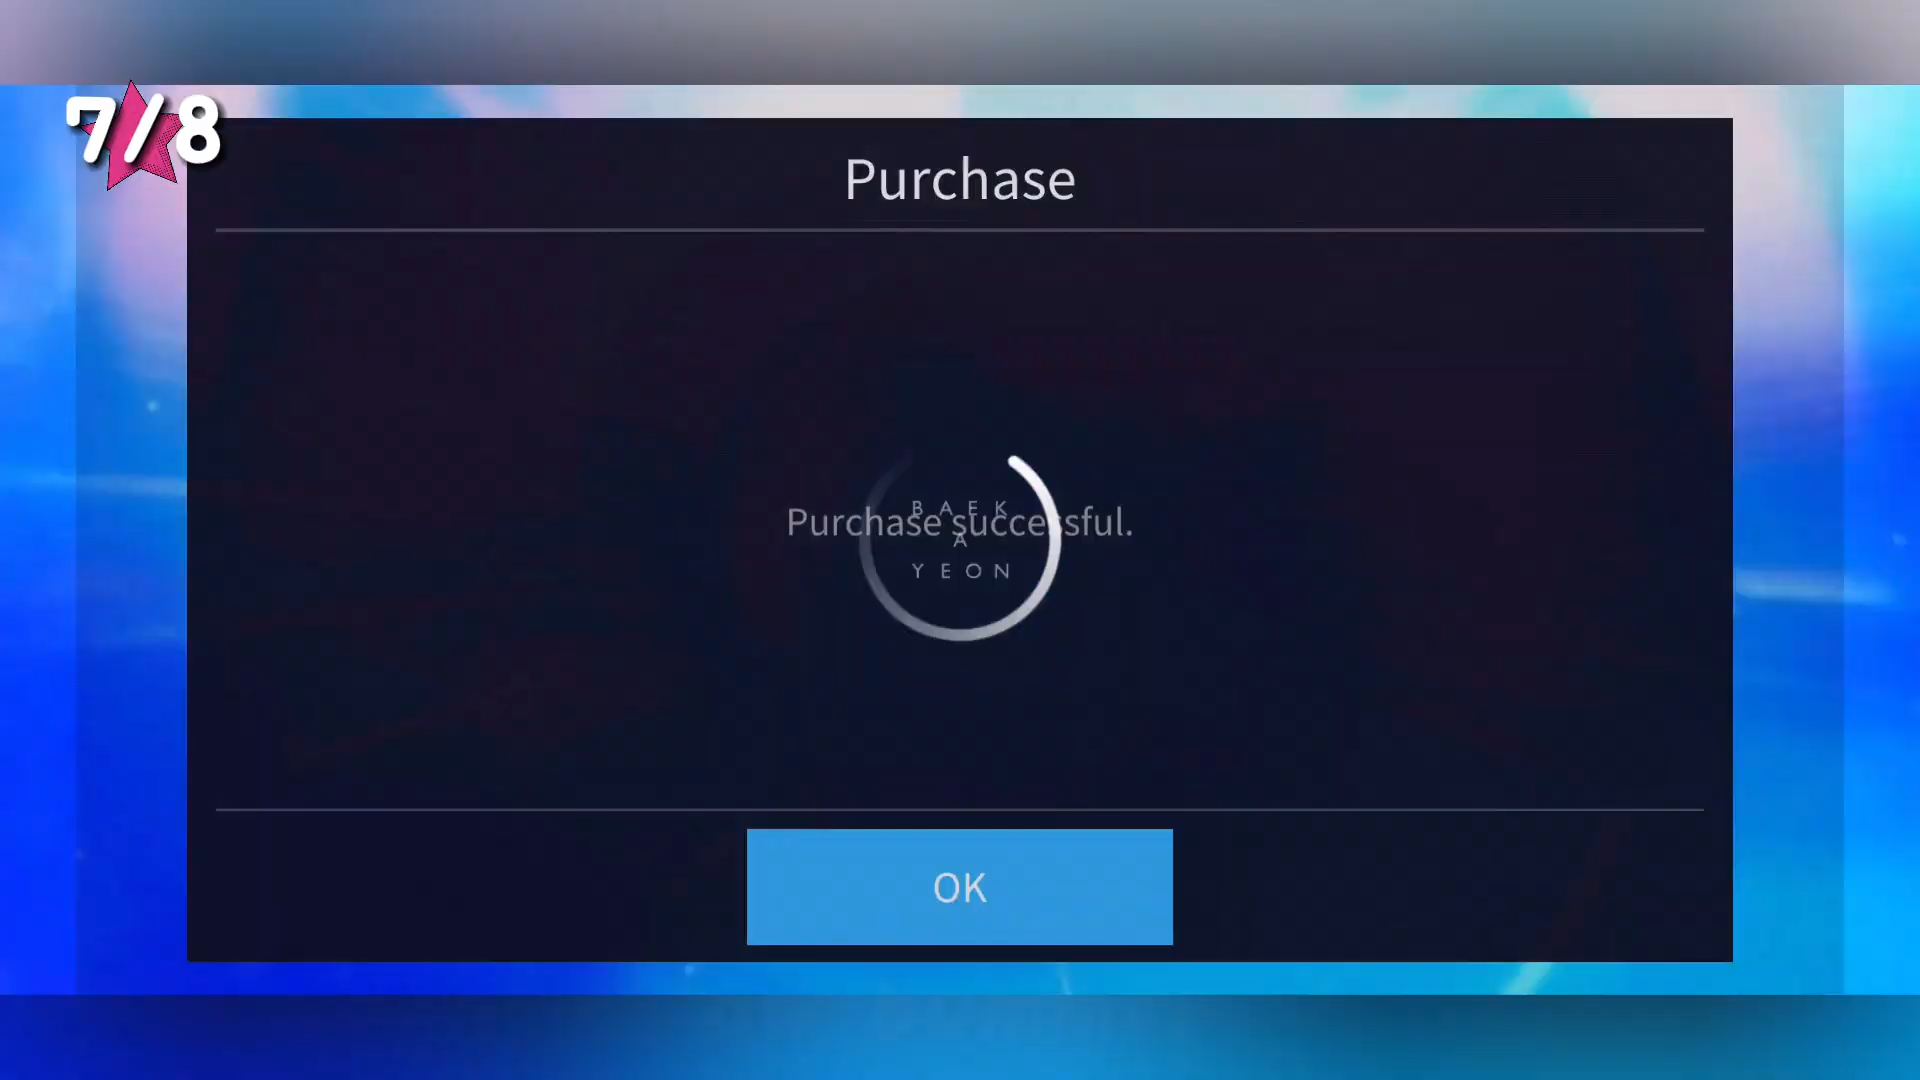 7/8
Purchase
Purchase successful.
BAEK
A
YEON
OK